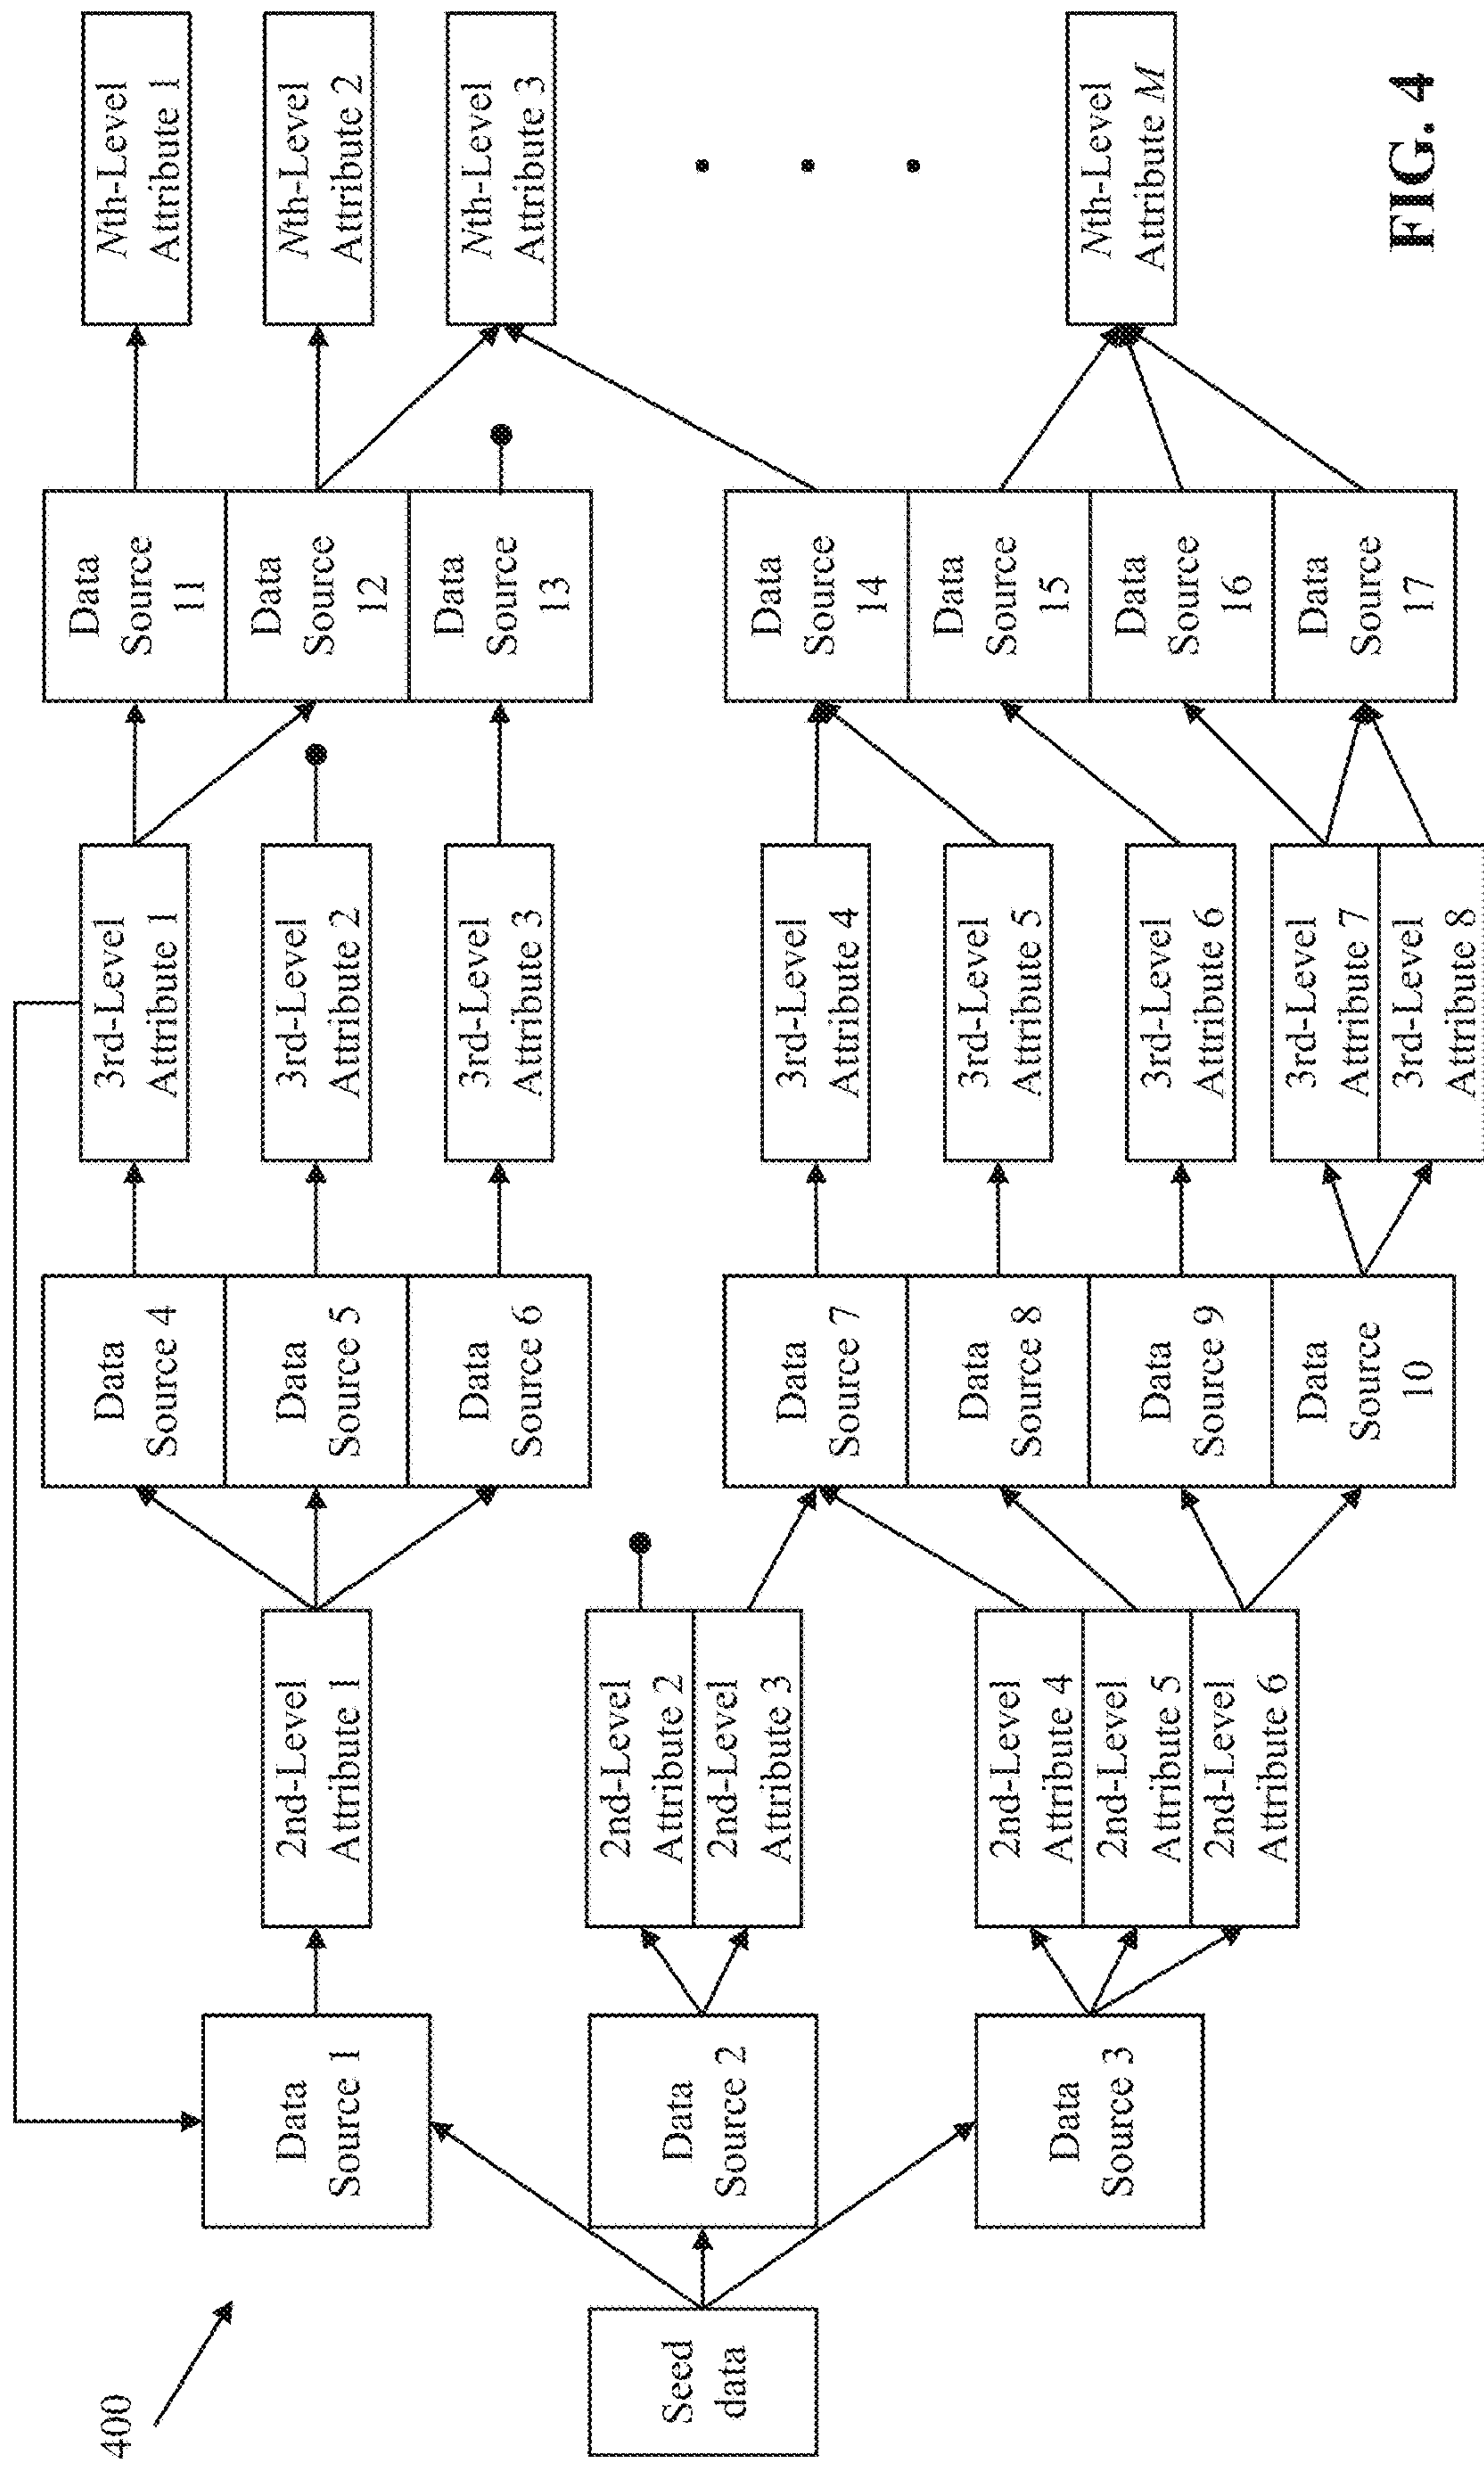 400
Seed
data
Data
Source 1
Data
Source 2
Data
Source 3
2nd-Level
Attribute 1
2nd-Level
Attribute 2
2nd-Level
Attribute 3
2nd-Level
Attribute 4
2nd-Level
Attribute 5
2nd-Level
Attribute 6
Data
Source 4
Data
Source 5
Data
Source 6
Data
Source 7
Data
Source 8
Data
Source 9
Data
Source
10
3rd-Level
Attribute 1
3rd-Level
Attribute 2
3rd-Level
Attribute 3
3rd-Level
Attribute 4
3rd-Level
Attribute 5
3rd-Level
Attribute 6
3rd-Level
Attribute 7
3rd-Level
Attribute 8
Data
Source
11
Data
Source
12
Data
Source
13
Data
Source
14
Data
Source
15
Data
Source
16
Data
Source
17
Nth-Level
Attribute 1
Nth-Level
Attribute 2
Nth-Level
Attribute 3
Nth-Level
Attribute M
FIG. 4